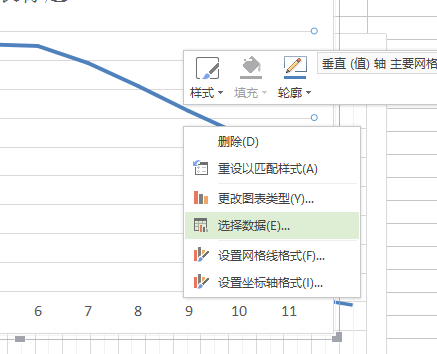 垂直 (值) 轴 主要网格
样式 填充 轮廓
删除(D)
重设以匹配样式(A)
更改图表类型(Y)...
选择数据(E)...
设置网格线格式(F)...
设置坐标轴格式(I)...
6 7 8 9 10 11